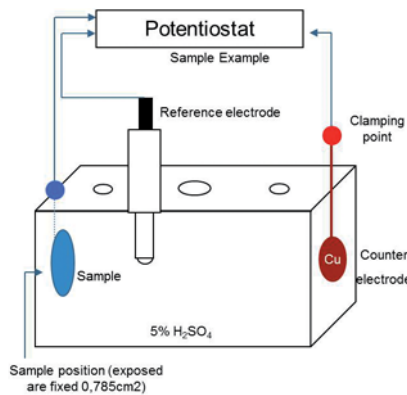 Potentiostat
Sample Example
Reference electrode
Clamping
point
Sample
Cu
Counter
electrode
5% H₂SO₄
Sample position (exposed
are fixed 0,785cm2)